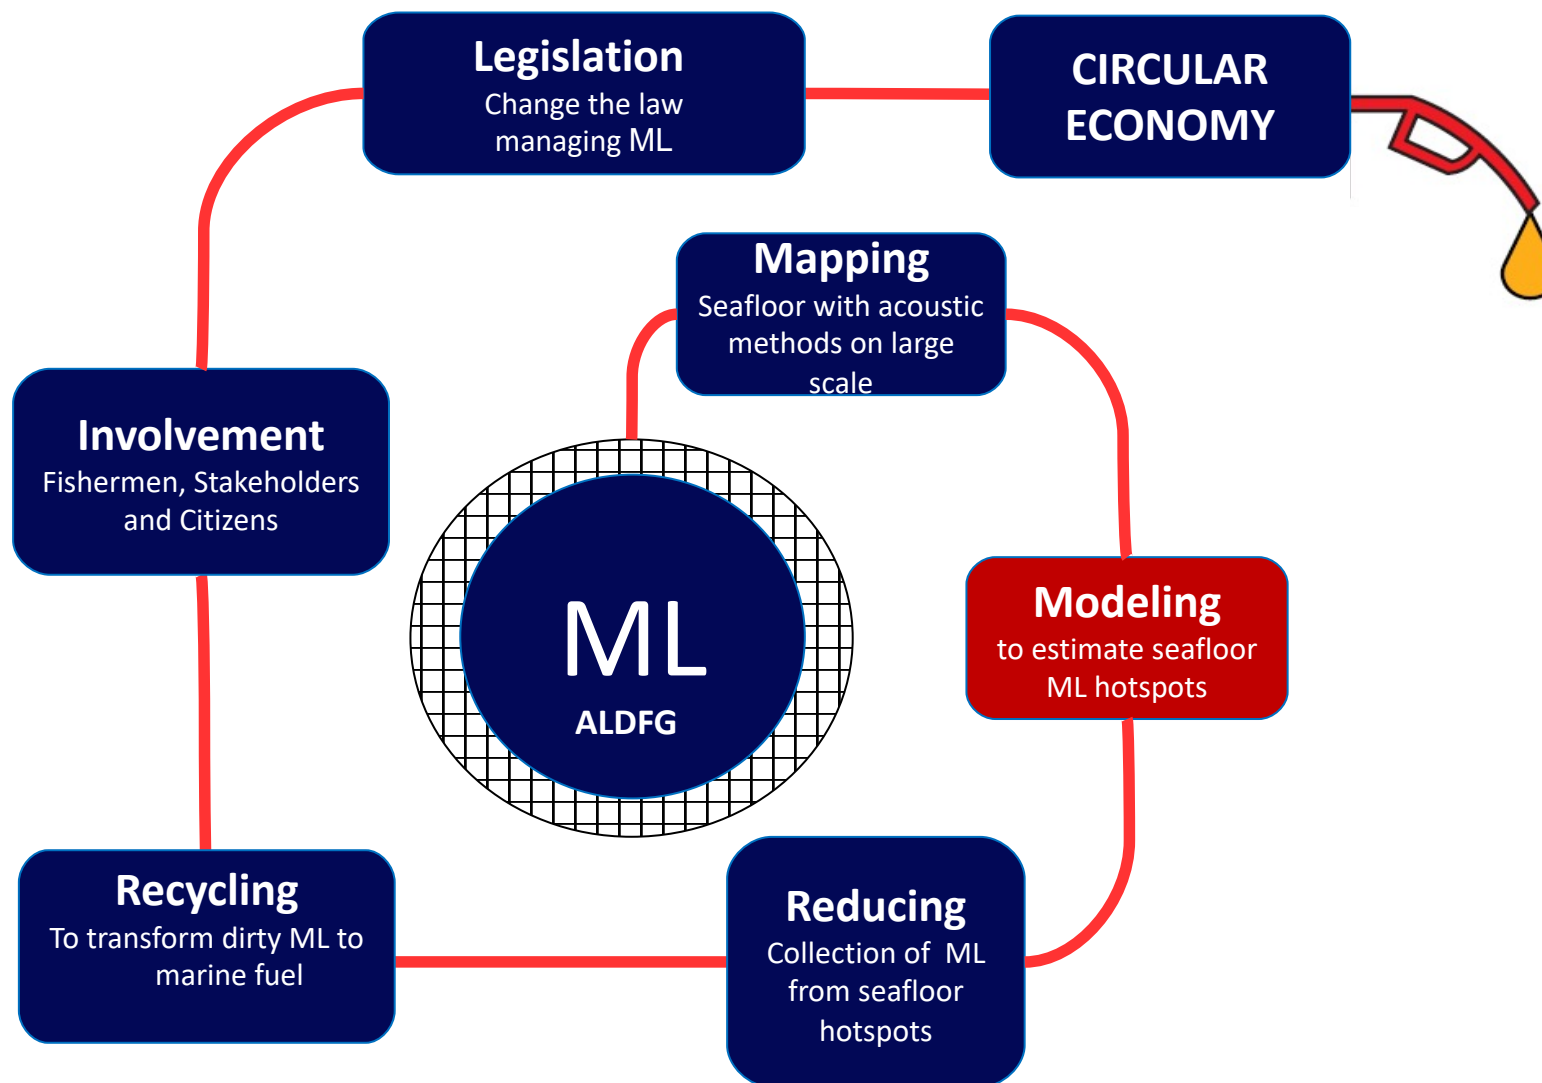 Legislation
Change the law
managing ML
CIRCULAR
ECONOMY
Mapping
Seafloor with acoustic
methods on large
scale
Involvement
Fishermen, Stakeholders
and Citizens
ML
ALDFG
Modeling
to estimate seafloor
ML hotspots
Recycling
To transform dirty ML to
marine fuel
Reducing
Collection of ML
from seafloor
hotspots